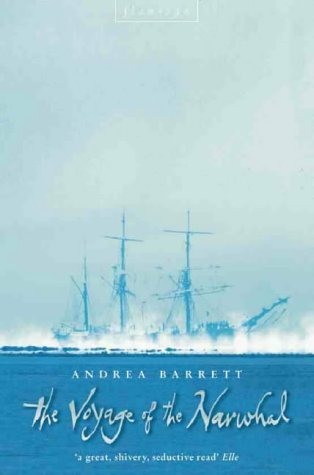 flamingo
ANDREA BARRETT
the Voyage of the Narwhal
'a great, shivery, seductive read' Elle